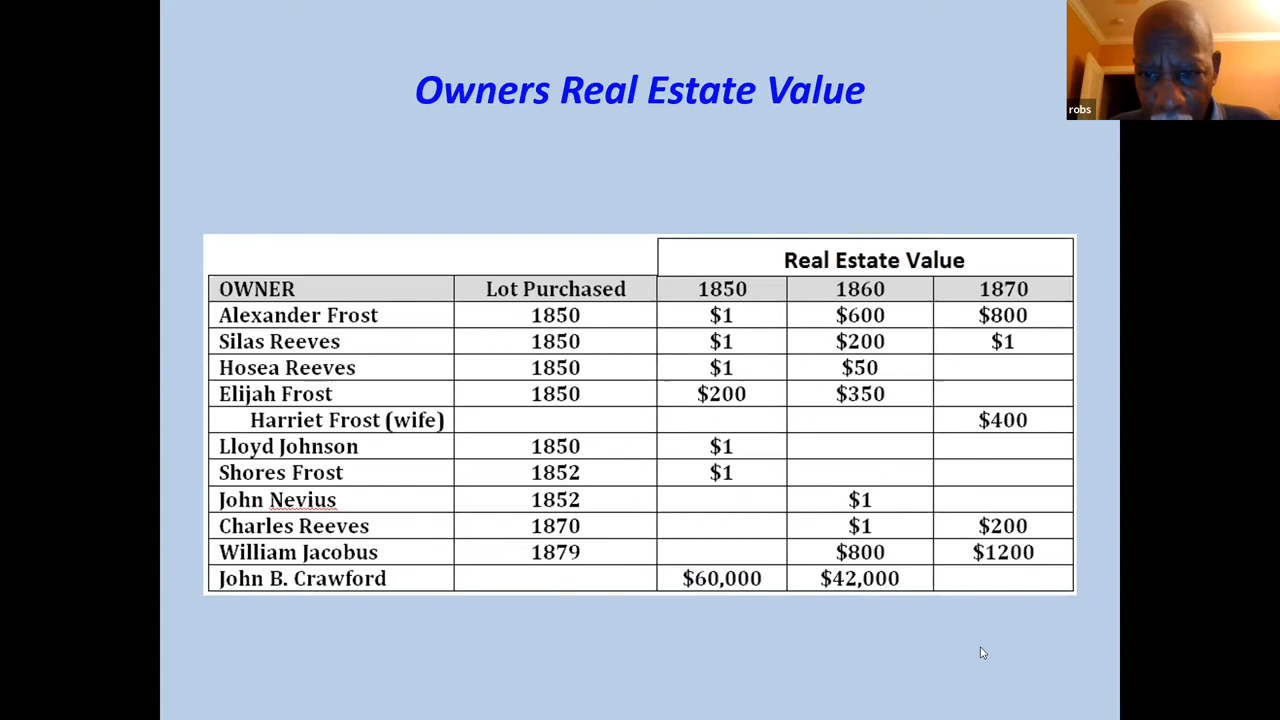 Owners Real Estate Value
robs
Real Estate Value
OWNER Lot Purchased 1850 1860 1870
Alexander Frost 1850 $1 $600 $800
Silas Reeves 1850 $1 $200 $1
Hosea Reeves 1850 $1 $50
Elijah Frost 1850 $200 $350
Harriet Frost (wife) $400
Lloyd Johnson 1850 $1
Shores Frost 1852 $1
John Nevius 1852 $1
Charles Reeves 1870 $1 $200
William Jacobus 1879 $800 $1200
John B. Crawford $60,000 $42,000